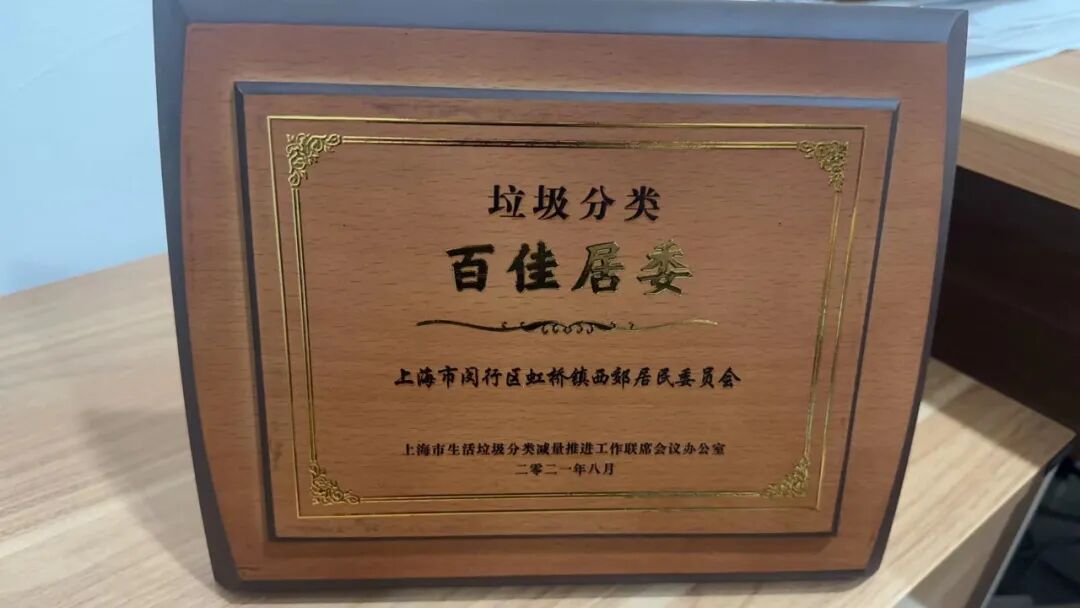 垃圾分类
百佳居委
上海市闵行区虹桥镇西郊居民委员会
上海市生活垃圾分类减量推进工作联席会议办公室
二零二一年八月